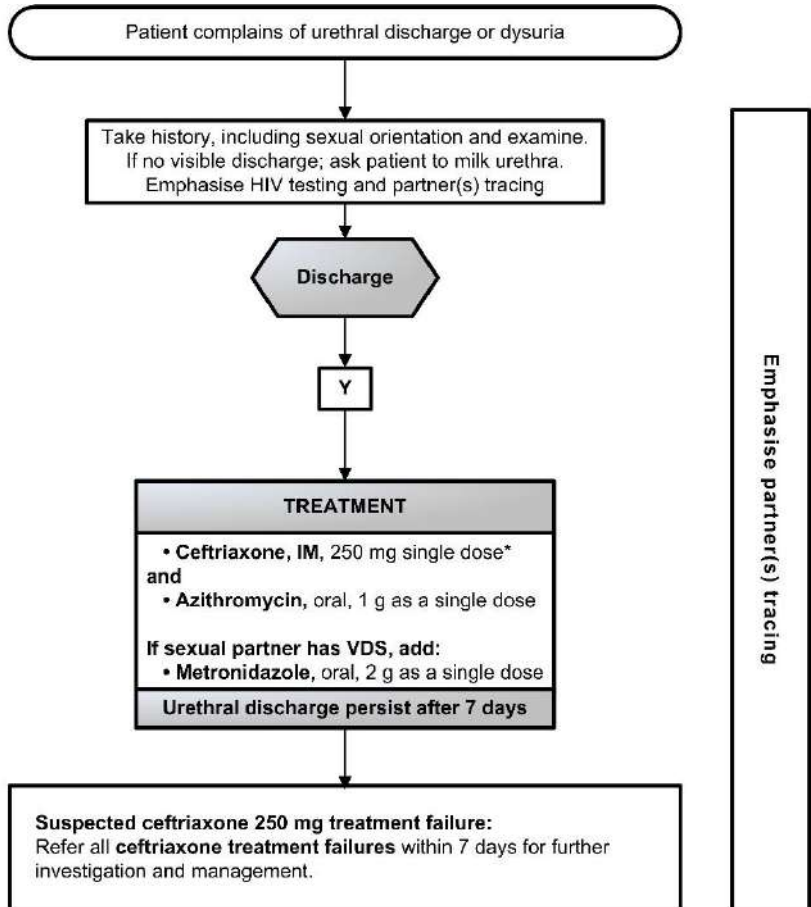 Patient complains of urethral discharge or dysuria
Take history, including sexual orientation and examine.
If no visible discharge; ask patient to milk urethra.
Emphasise HIV testing and partner(s) tracing
Discharge
Y
TREATMENT
• Ceftriaxone, IM, 250 mg single dose*
and
• Azithromycin, oral, 1 g as a single dose
If sexual partner has VDS, add:
• Metronidazole, oral, 2 g as a single dose
Urethral discharge persist after 7 days
Suspected ceftriaxone 250 mg treatment failure:
Refer all ceftriaxone treatment failures within 7 days for further
investigation and management.
Emphasise partner(s) tracing